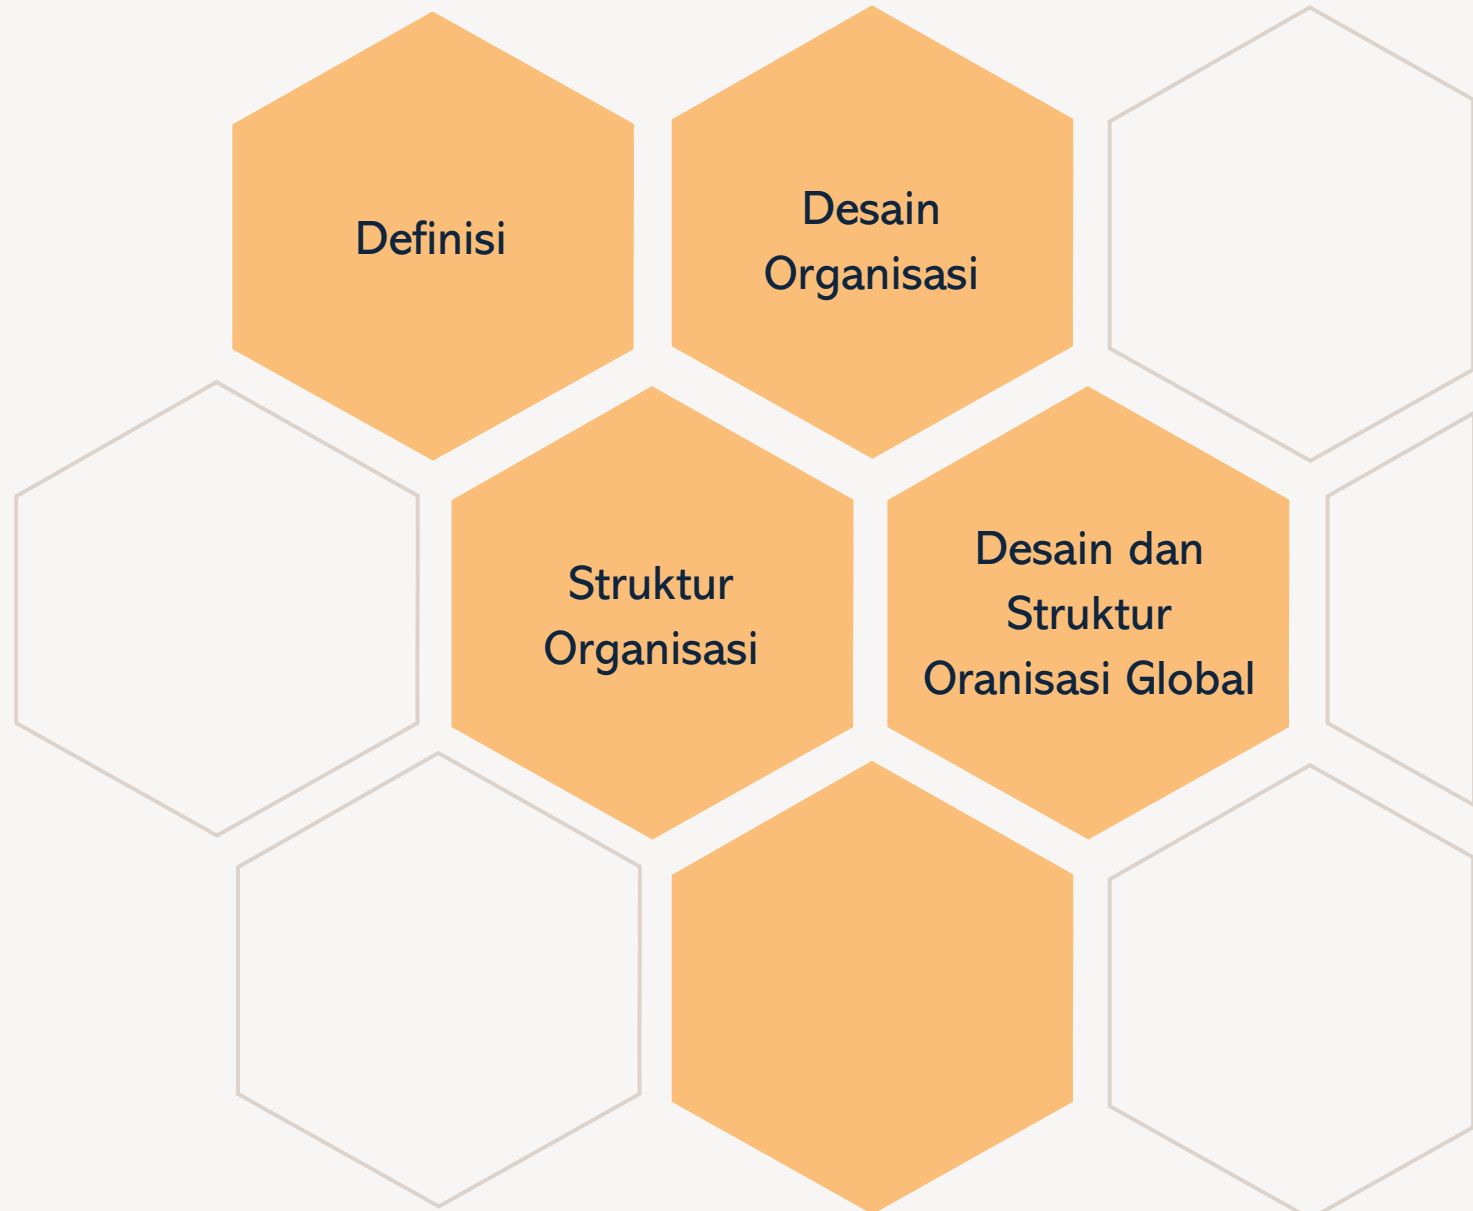 Definisi
Desain
Organisasi
Struktur
Organisasi
Desain dan
Struktur
Oranisasi Global